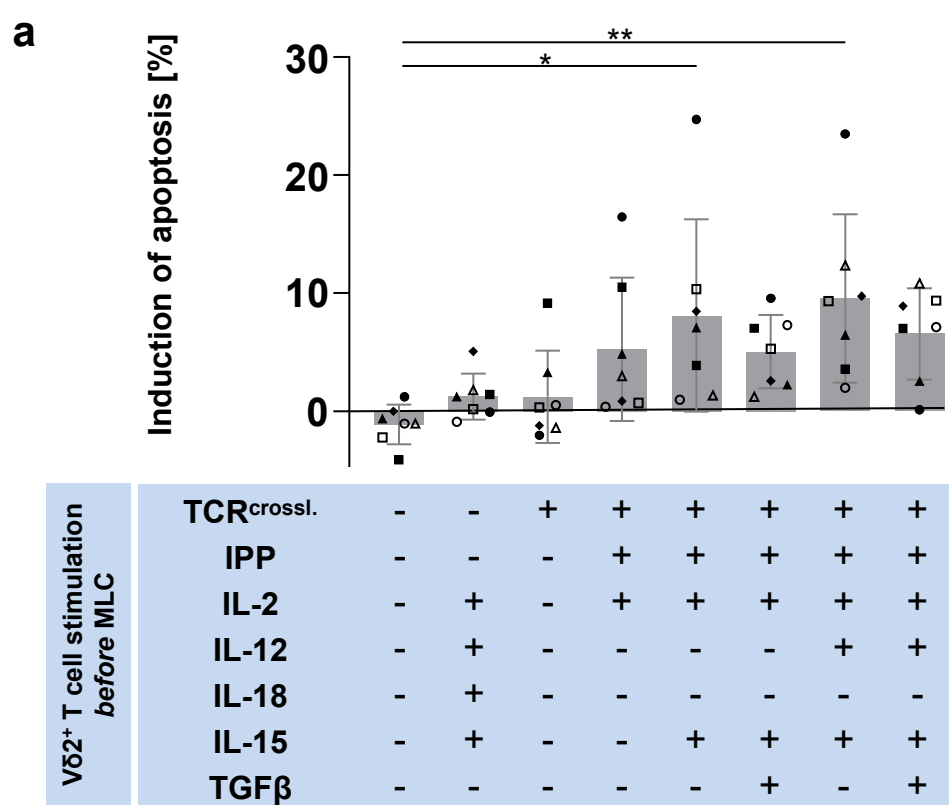 a
Induction of apoptosis [%]
30
20
10
0
**
*
Vδ2⁺ T cell stimulation
before MLC
TCRcrossl. - - + + + + + +
IPP - - - + + + + +
IL-2 - + - + + + + +
IL-12 - + - - - - + +
IL-18 - + - - - - - -
IL-15 - + - - + + + +
TGFβ - - - - - + - +